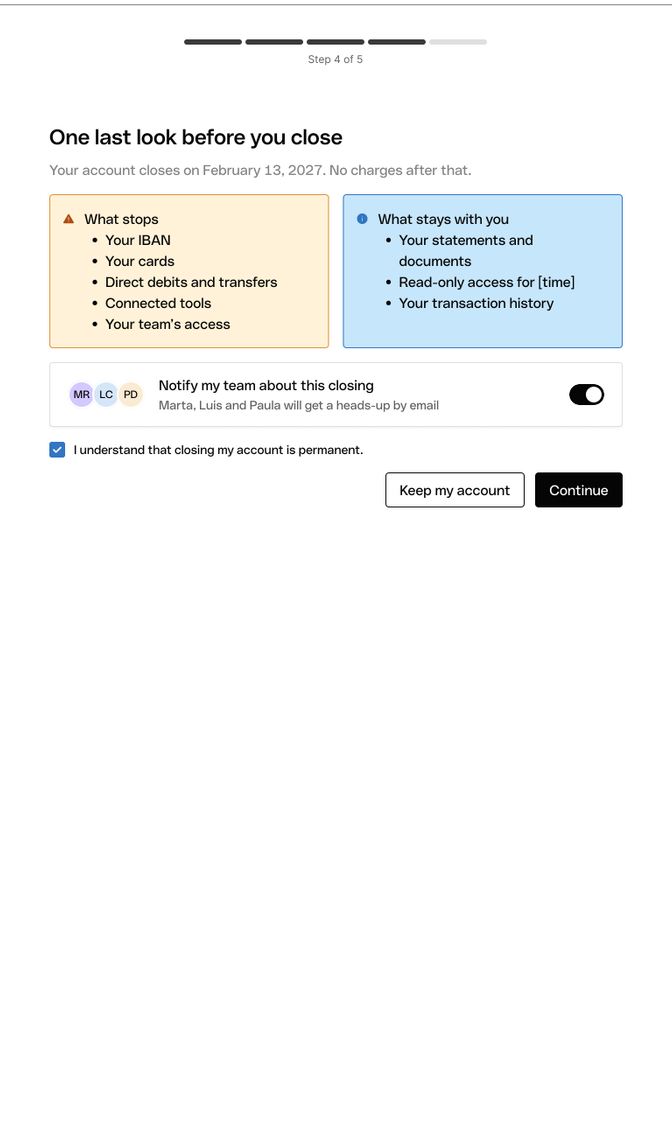 Step 4 of 5
One last look before you close
Your account closes on February 13, 2027. No charges after that.
What stops
• Your IBAN
• Your cards
• Direct debits and transfers
• Connected tools
• Your team's access
What stays with you
• Your statements and
documents
• Read-only access for [time]
• Your transaction history
MR LC PD
Notify my team about this closing
Marta, Luis and Paula will get a heads-up by email
I understand that closing my account is permanent.
Keep my account
Continue